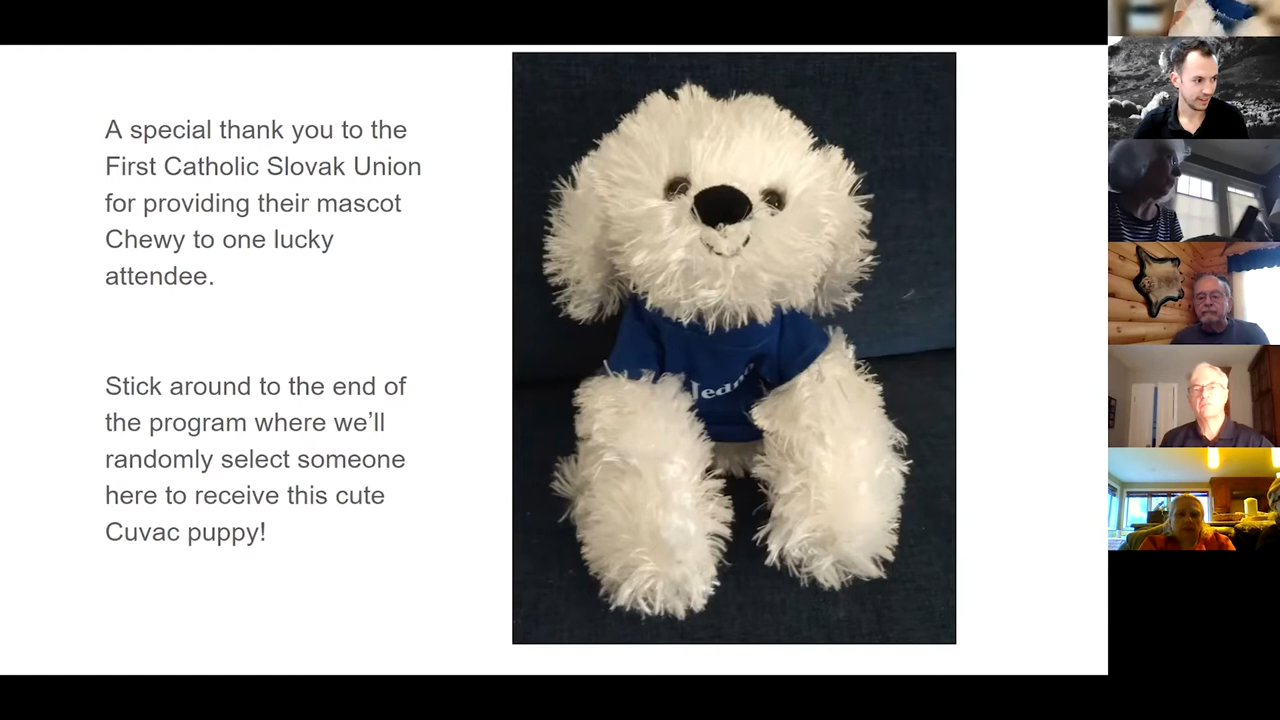 A special thank you to the
First Catholic Slovak Union
for providing their mascot
Chewy to one lucky
attendee.
Stick around to the end of
the program where we’ll
randomly select someone
here to receive this cute
Cuvac puppy!